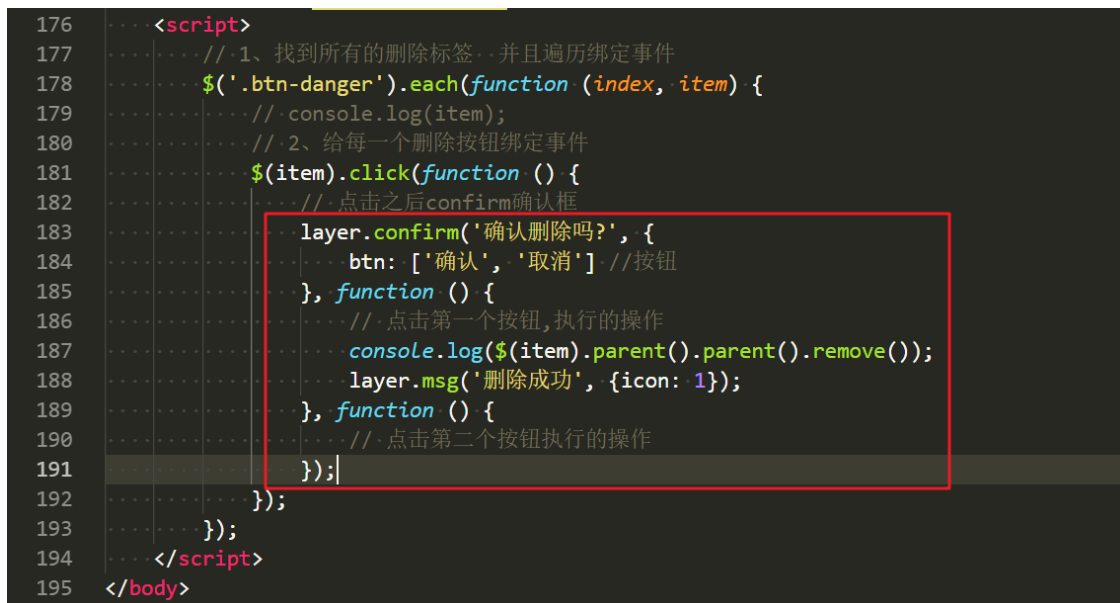 176 <script>
177 // 1、找到所有的删除标签  并且遍历绑定事件
178 $('.btn-danger').each(function (index, item) {
179 // console.log(item);
180 // 2、给每一个删除按钮绑定事件
181 $(item).click(function () {
182 // 点击之后confirm确认框
183 layer.confirm('确认删除吗?', {
184 btn: ['确认', '取消'] //按钮
185 }, function () {
186 // 点击第一个按钮,执行的操作
187 console.log($(item).parent().parent().remove());
188 layer.msg('删除成功', {icon: 1});
189 }, function () {
190 // 点击第二个按钮执行的操作
191 });
192 });
193 });
194 </script>
195 </body>